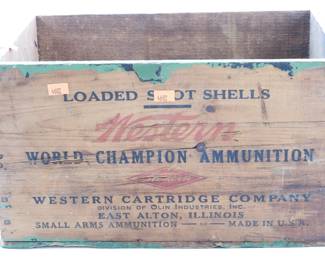 LOADED SHOT SHELLS
Western
WORLD CHAMPION AMMUNITION
WESTERN CARTRIDGE COMPANY
DIVISION OF OLIN INDUSTRIES, INC.
EAST ALTON, ILLINOIS
SMALL ARMS AMMUNITION — — MADE IN U.S.A.